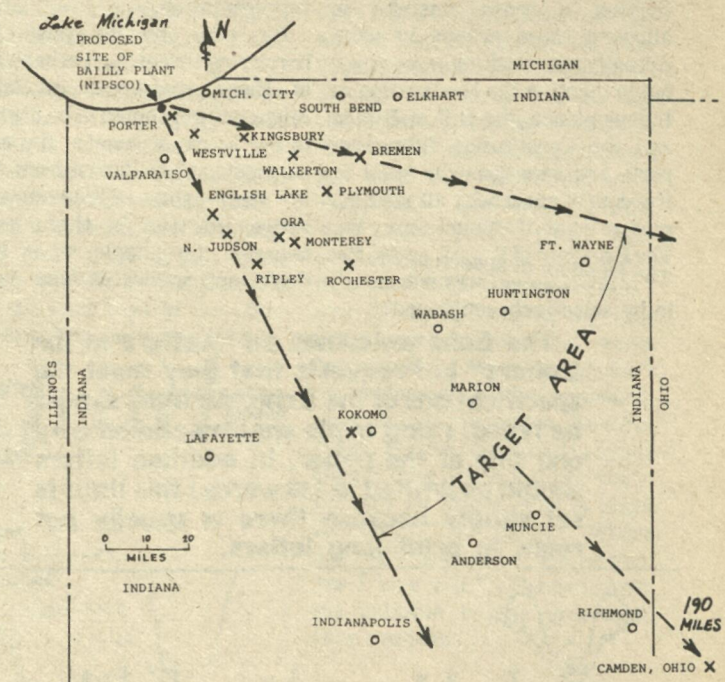 Lake Michigan
PROPOSED
SITE OF
BAILLY PLANT
(NIPSCO)
N
MICHIGAN
MICH. CITY
SOUTH BEND
ELKHART
INDIANA
PORTER
KINGSBURY
WESTVILLE
BREMEN
WALKERTON
VALPARAISO
ENGLISH LAKE
PLYMOUTH
ORA
N. JUDSON
MONTEREY
FT. WAYNE
RIPLEY
ROCHESTER
HUNTINGTON
WABASH
ILLINOIS
INDIANA
MARION
INDIANA
OHIO
KOKOMO
TARGET AREA
LAFAYETTE
0 10 20
MILES
MUNCIE
ANDERSON
INDIANA
INDIANAPOLIS
RICHMOND
190
MILES
CAMDEN, OHIO